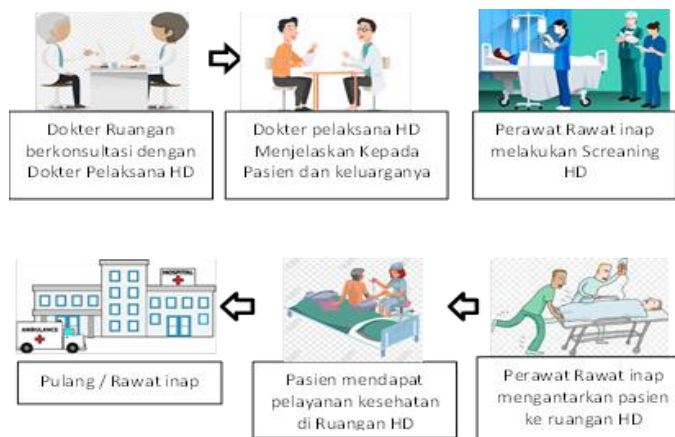 Dokter Ruangan
berkonsultasi dengan
Dokter Pelaksana HD
Dokter pelaksana HD
Menjelaskan Kepada
Pasien dan keluarganya
Perawat Rawat inap
melakukan Screaning
HD
HOSPITAL
AMBULANCE
Pulang / Rawat inap
Pasien mendapat
pelayanan kesehatan
di Ruangan HD
Perawat Rawat inap
mengantarkan pasien
ke ruangan HD